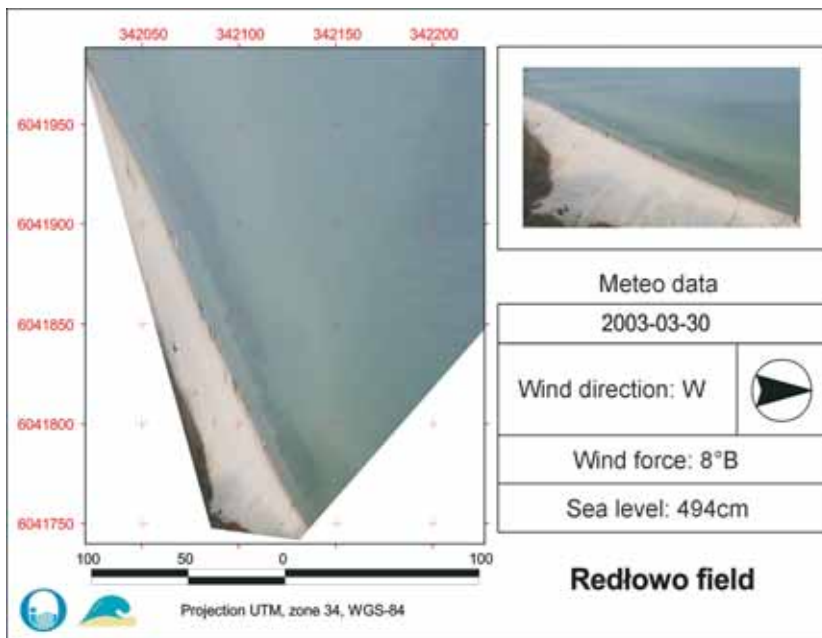 342050 342100 342150 342200
6041950
6041900
6041850
6041800
6041750
100 50 0 100
Projection UTM, zone 34, WGS-84
Meteo data
2003-03-30
Wind direction: W
Wind force: 8°B
Sea level: 494cm
Redłowo field